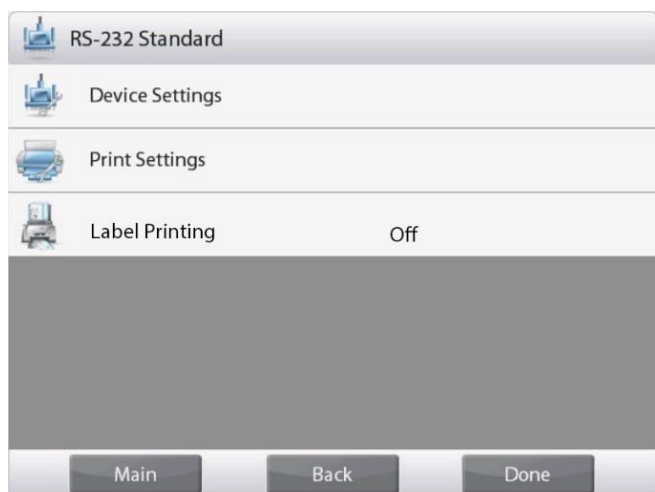 RS-232 Standard
Device Settings
Print Settings
Label Printing Off
Main Back Done